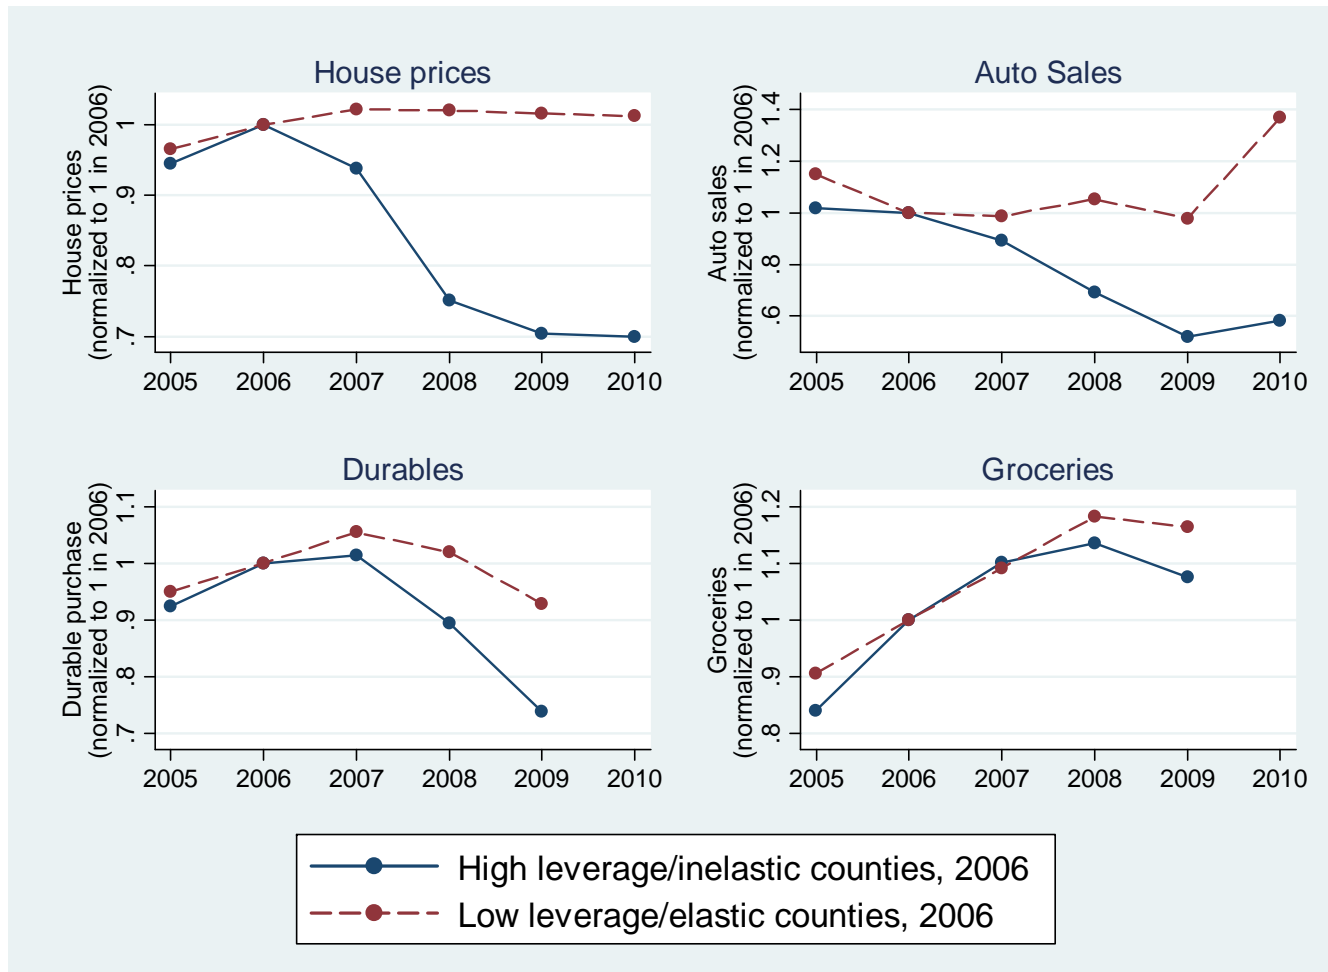 House prices
House prices
(normalized to 1 in 2006)
1
.9
.8
.7
2005 2006 2007 2008 2009 2010
Auto Sales
Auto sales
(normalized to 1 in 2006)
1.4
1.2
1
.8
.6
2005 2006 2007 2008 2009 2010
Durables
Durable purchase
(normalized to 1 in 2006)
1.1
1
.9
.8
.7
2005 2006 2007 2008 2009 2010
Groceries
Groceries
(normalized to 1 in 2006)
1.2
1.1
1
.9
.8
2005 2006 2007 2008 2009 2010
High leverage/inelastic counties, 2006
Low leverage/elastic counties, 2006